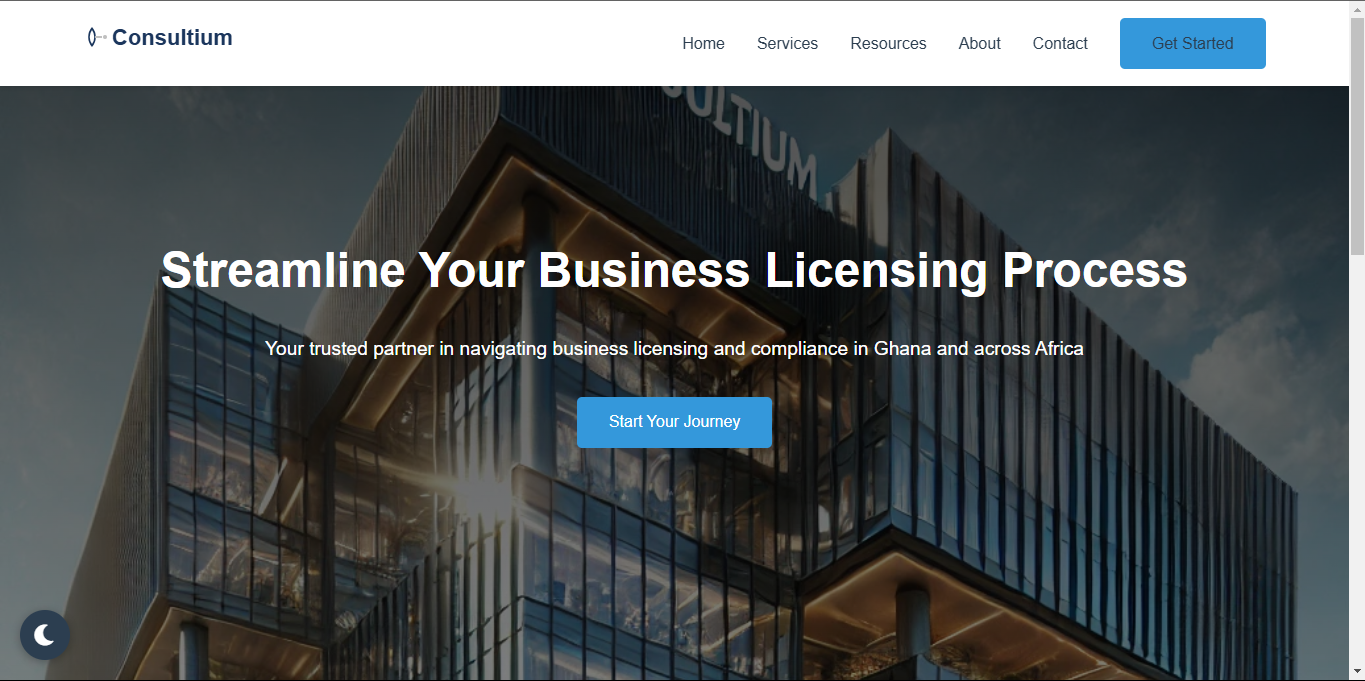 Consultium
Home Services Resources About Contact Get Started
Streamline Your Business Licensing Process
Your trusted partner in navigating business licensing and compliance in Ghana and across Africa
Start Your Journey